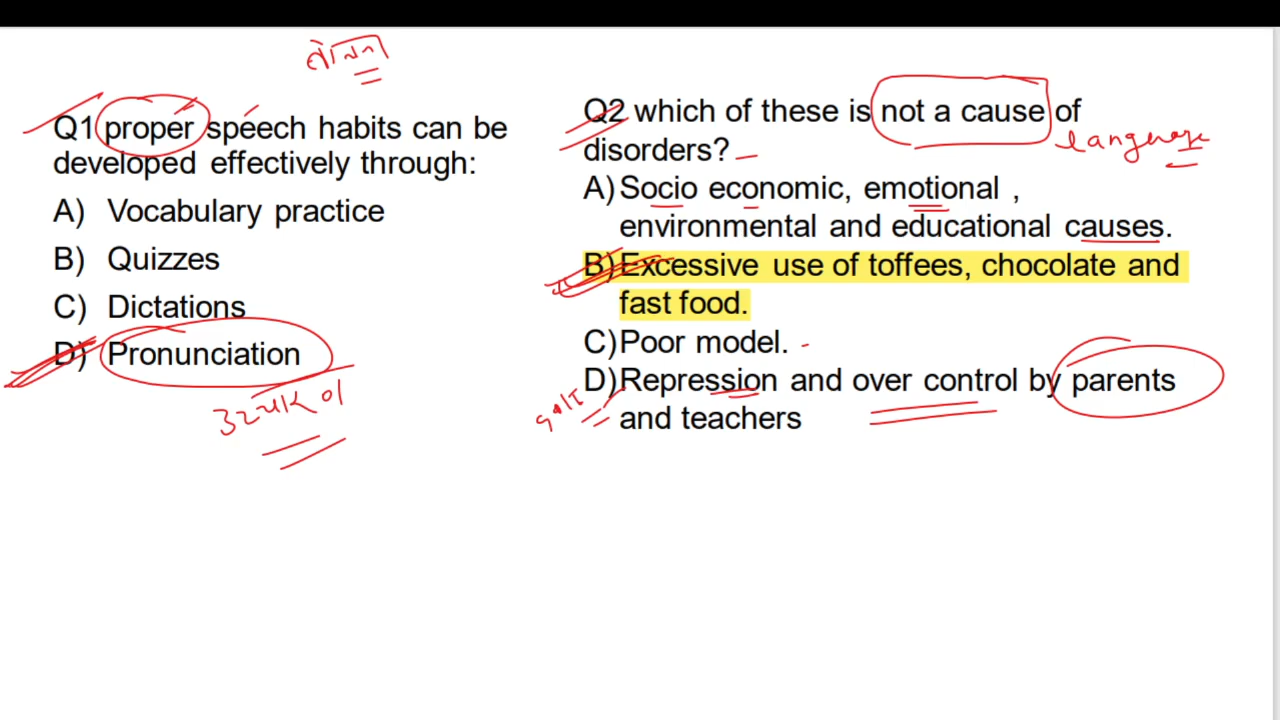 Q1 proper speech habits can be
developed effectively through:
A) Vocabulary practice
B) Quizzes
C) Dictations
D) Pronunciation
Q2 which of these is not a cause of
language
disorders?
A) Socio economic, emotional ,
environmental and educational causes.
B) Excessive use of toffees, chocolate and
fast food.
C) Poor model.
D) Repression and over control by parents
and teachers